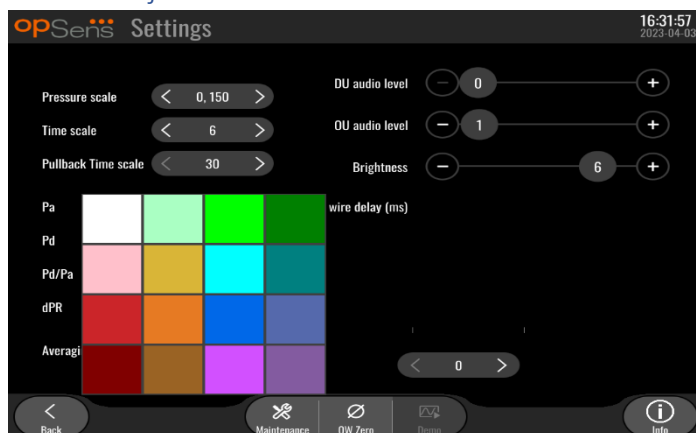 opSens Settings
16:31:57
2023-04-03
Pressure scale < 0, 150 >
Time scale < 6 >
Pullback Time scale < 30 >
DU audio level - 0 +
OU audio level - 1 +
Brightness - 6 +
Pa
wire delay (ms)
Pd
Pd/Pa
dPR
Averagi
< 0 >
Back
Maintenance
OW Zero
Demo
Info